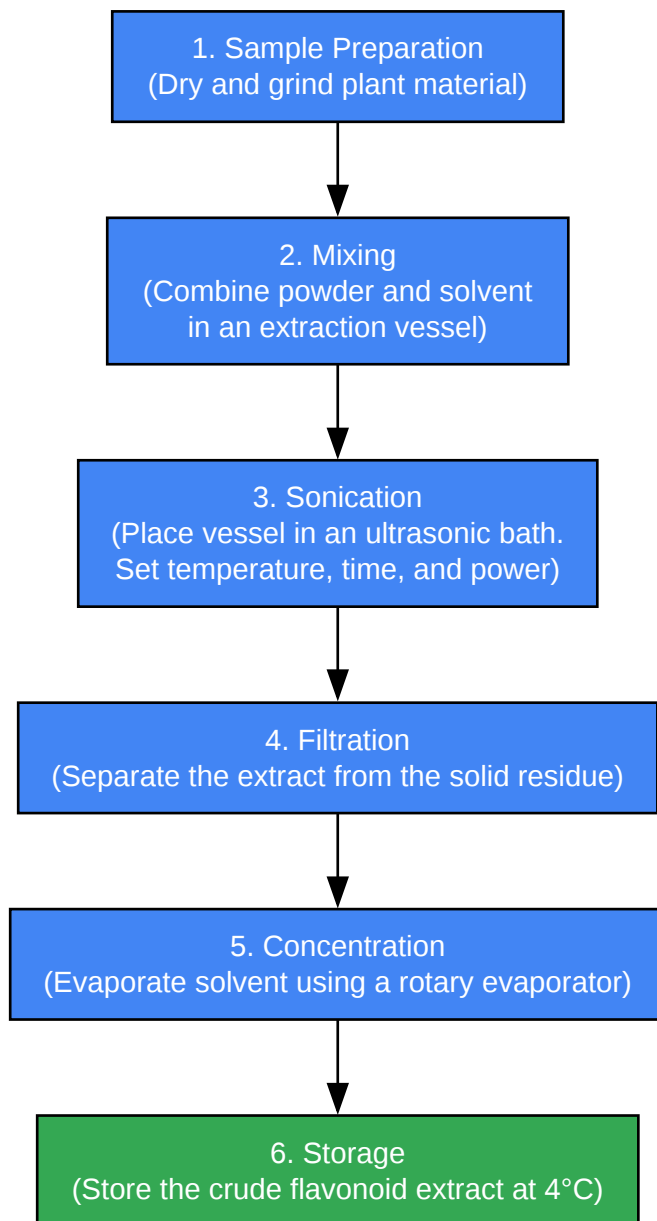 1. Sample Preparation
(Dry and grind plant material)
2. Mixing
(Combine powder and solvent
in an extraction vessel)
3. Sonication
(Place vessel in an ultrasonic bath.
Set temperature, time, and power)
4. Filtration
(Separate the extract from the solid residue)
5. Concentration
(Evaporate solvent using a rotary evaporator)
6. Storage
(Store the crude flavonoid extract at 4°C)